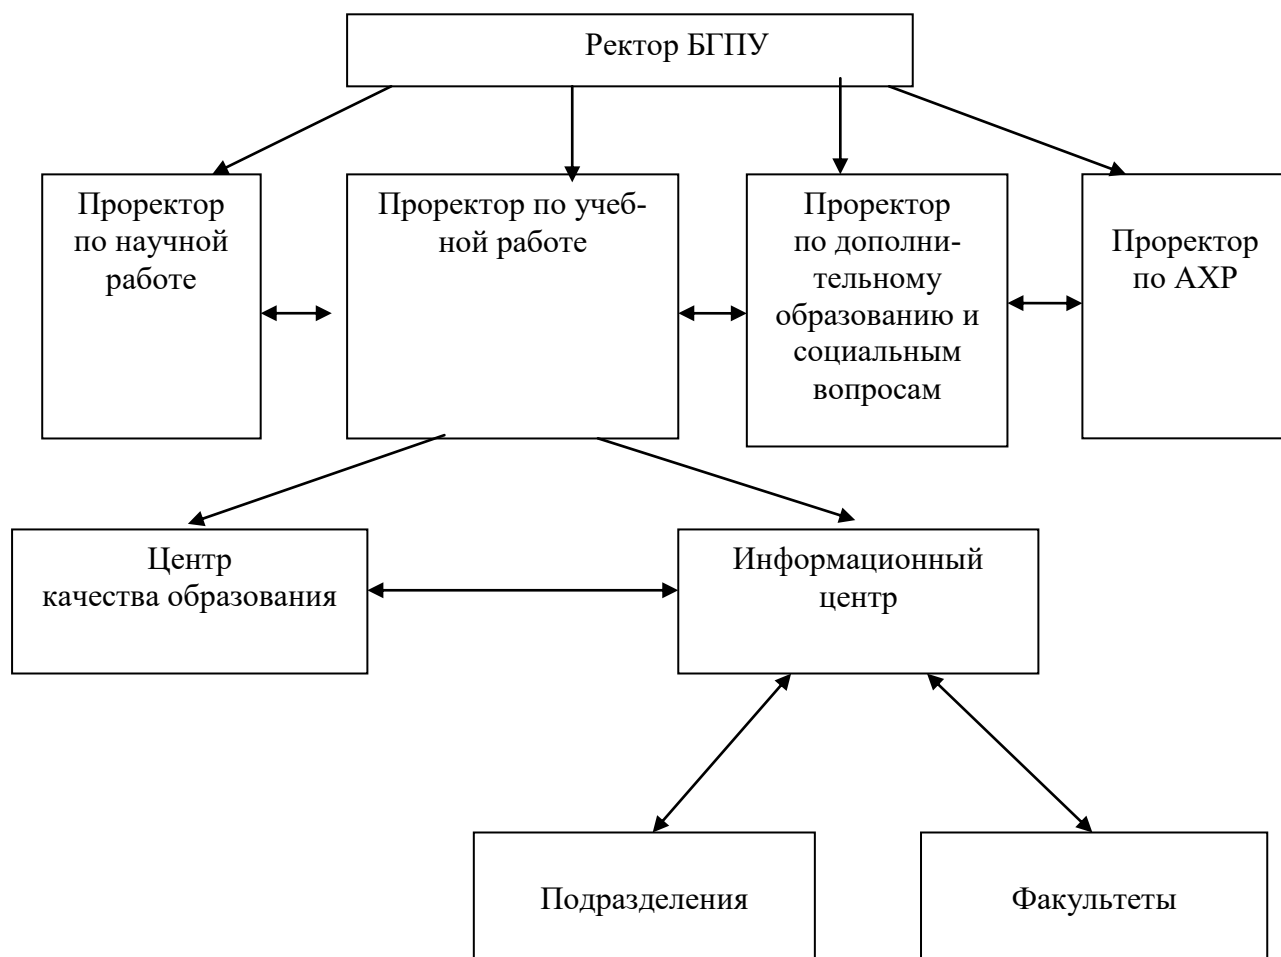 Ректор БГПУ
Проректор
по научной
работе
Проректор по учеб-
ной работе
Проректор
по дополни-
тельному
образованию и
социальным
вопросам
Проректор
по АХР
Центр
качества образования
Информационный
центр
Подразделения
Факультеты